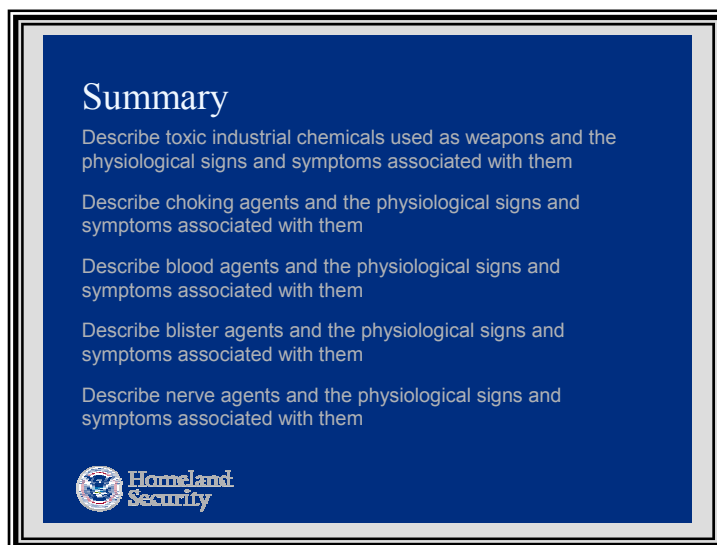 Summary
Describe toxic industrial chemicals used as weapons and the
physiological signs and symptoms associated with them
Describe choking agents and the physiological signs and
symptoms associated with them
Describe blood agents and the physiological signs and
symptoms associated with them
Describe blister agents and the physiological signs and
symptoms associated with them
Describe nerve agents and the physiological signs and
symptoms associated with them
Homeland
Security